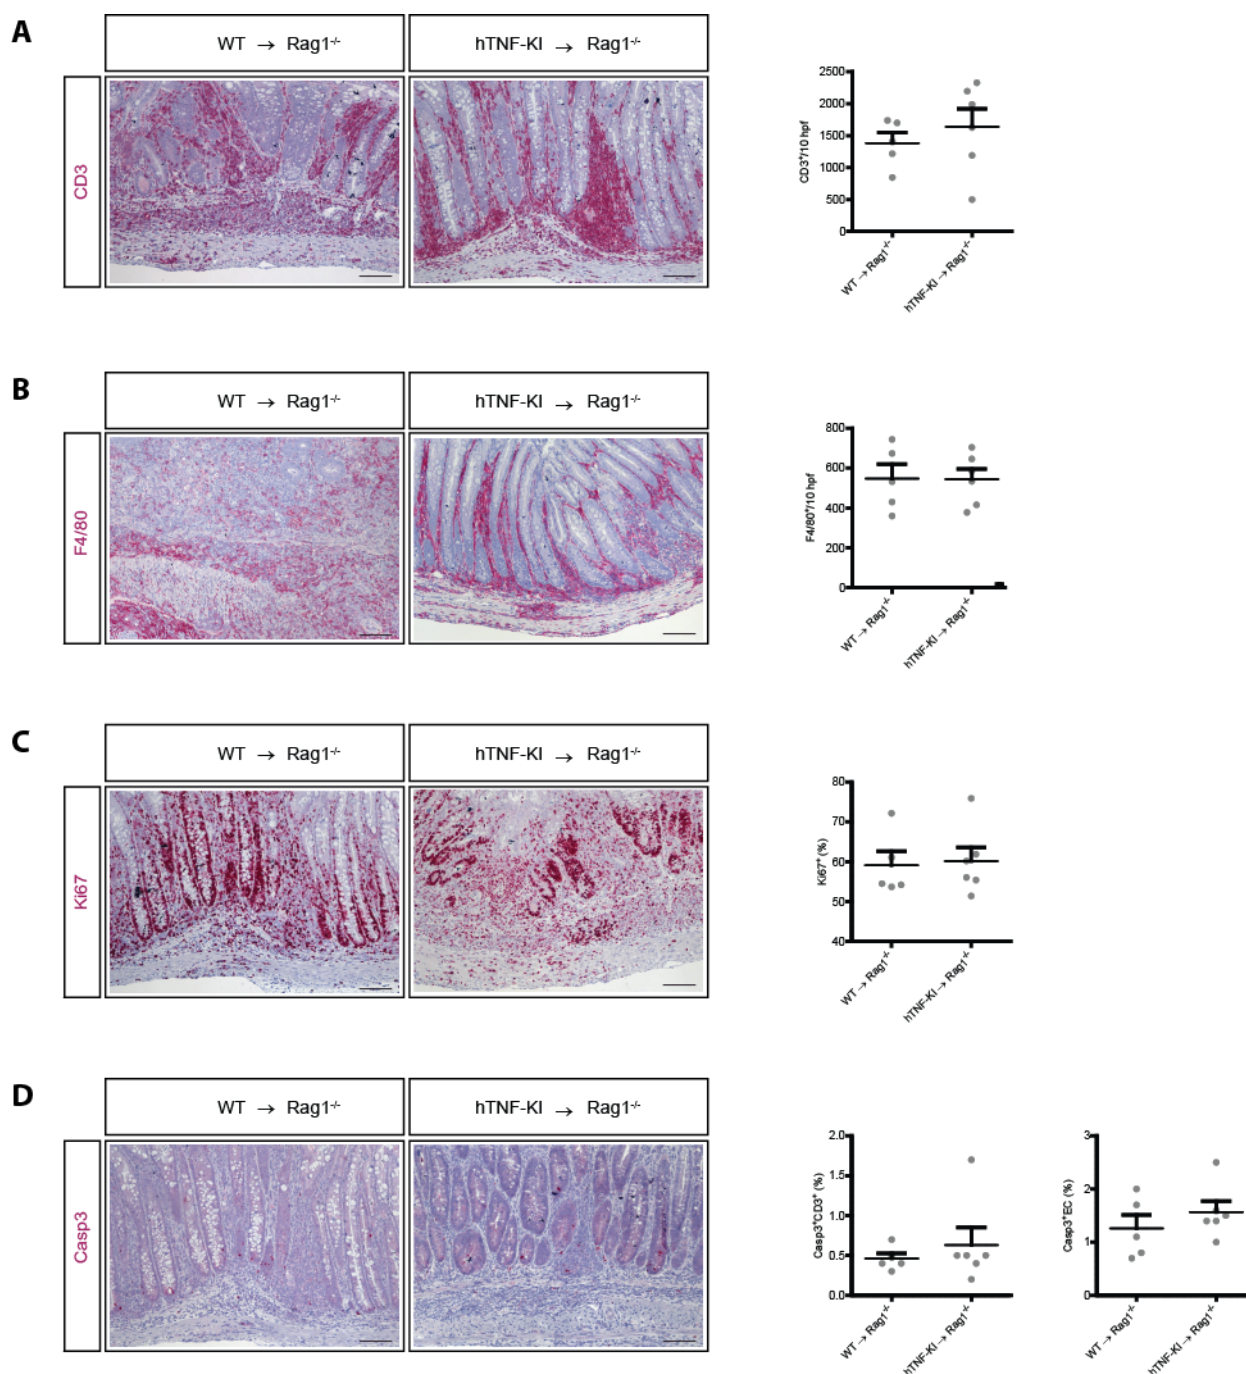 A
WT → Rag1-/-
hTNF-KI → Rag1-/-
CD3
CD3+/10 hpf
2500
2000
1500
1000
500
0
WT → Rag1-/-
hTNF-KI → Rag1-/-
B
WT → Rag1-/-
hTNF-KI → Rag1-/-
F4/80
F4/80+/10 hpf
800
600
400
200
0
WT → Rag1-/-
hTNF-KI → Rag1-/-
C
WT → Rag1-/-
hTNF-KI → Rag1-/-
Ki67
Ki67+ (%)
80
70
60
50
40
WT → Rag1-/-
hTNF-KI → Rag1-/-
D
WT → Rag1-/-
hTNF-KI → Rag1-/-
Casp3
Casp3+CD3+ (%)
2.0
1.5
1.0
0.5
0.0
WT → Rag1-/-
hTNF-KI → Rag1-/-
Casp3+EC (%)
3
2
1
0
WT → Rag1-/-
hTNF-KI → Rag1-/-